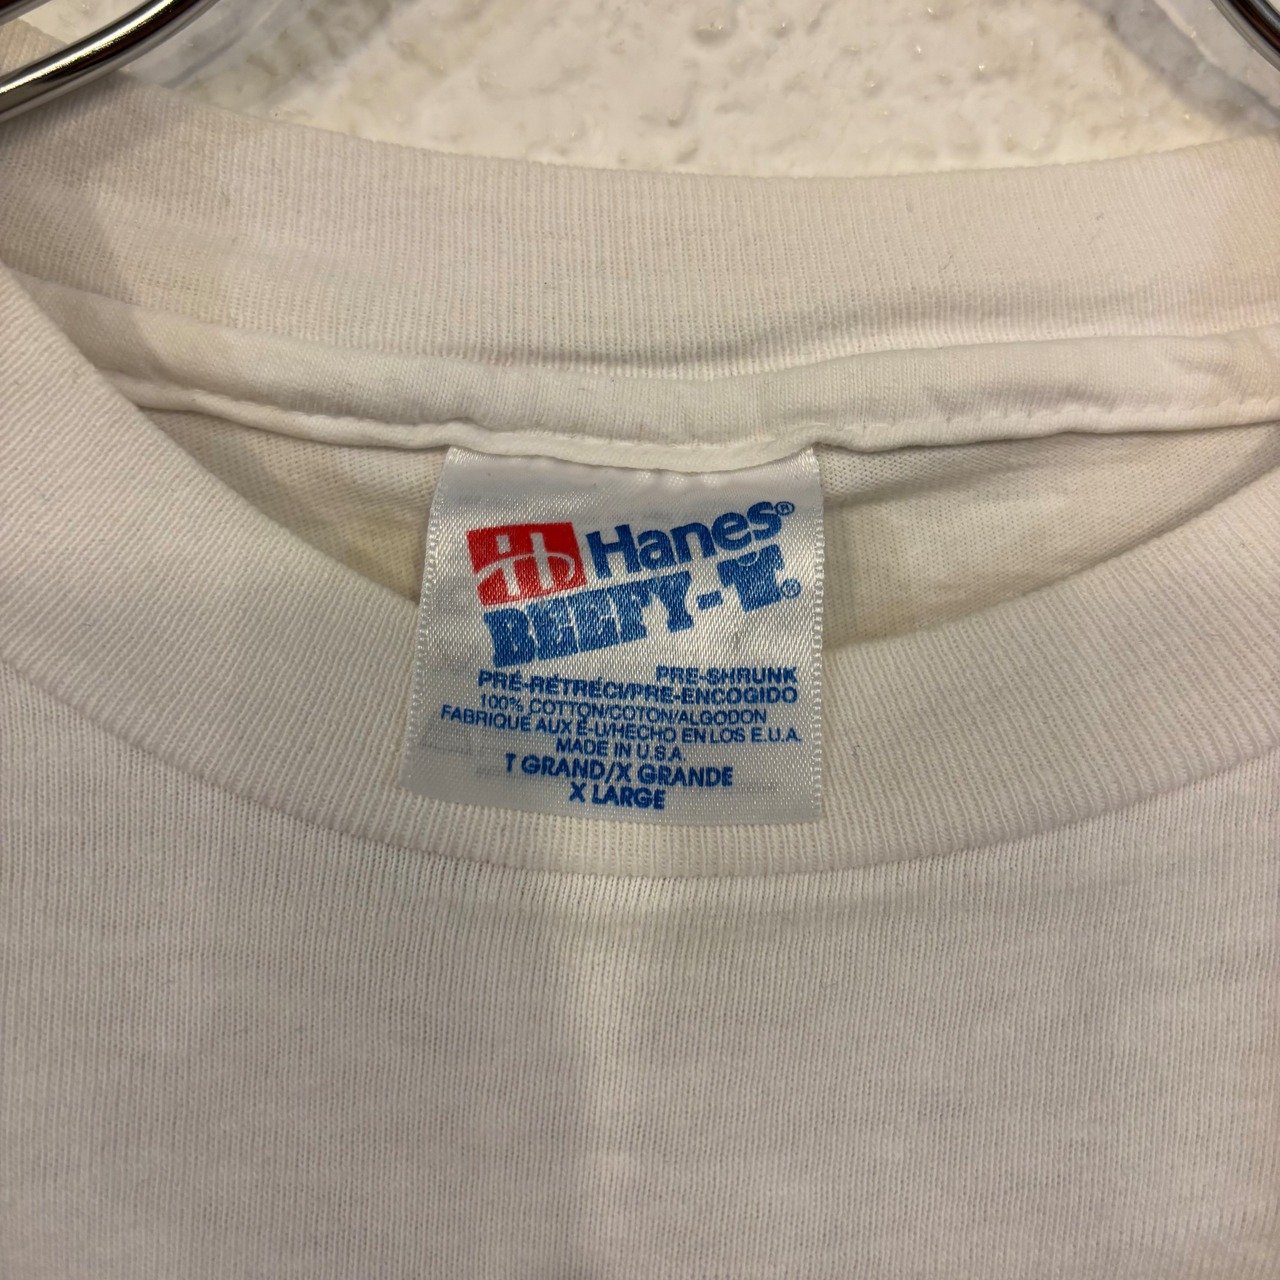 Hanes®
BEEFY-T®
PRE-SHRUNK
PRÉ-RÉTRÉCI/PRE-ENCOGIDO
100% COTTON/COTON/ALGODON
FABRIQUÉ AUX É-U/HECHO EN LOS E.U.A.
MADE IN U.S.A.
T GRAND/X GRANDE
X LARGE